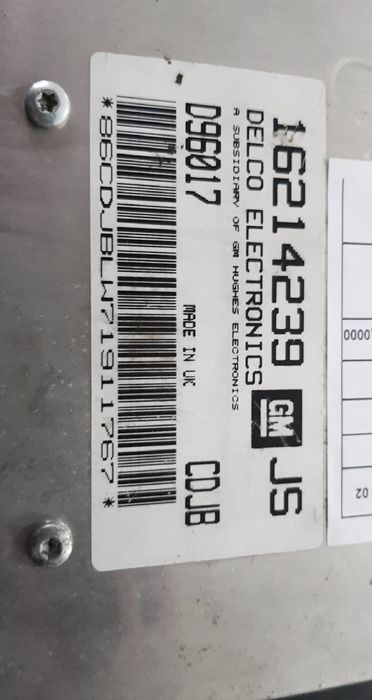 16214239 GM JS
DELCO ELECTRONICS
A SUBSIDIARY OF GM HUGHES ELECTRONICS
D96017 MADE IN UK CDJB
*86CDJBLW71911767*
0000
02